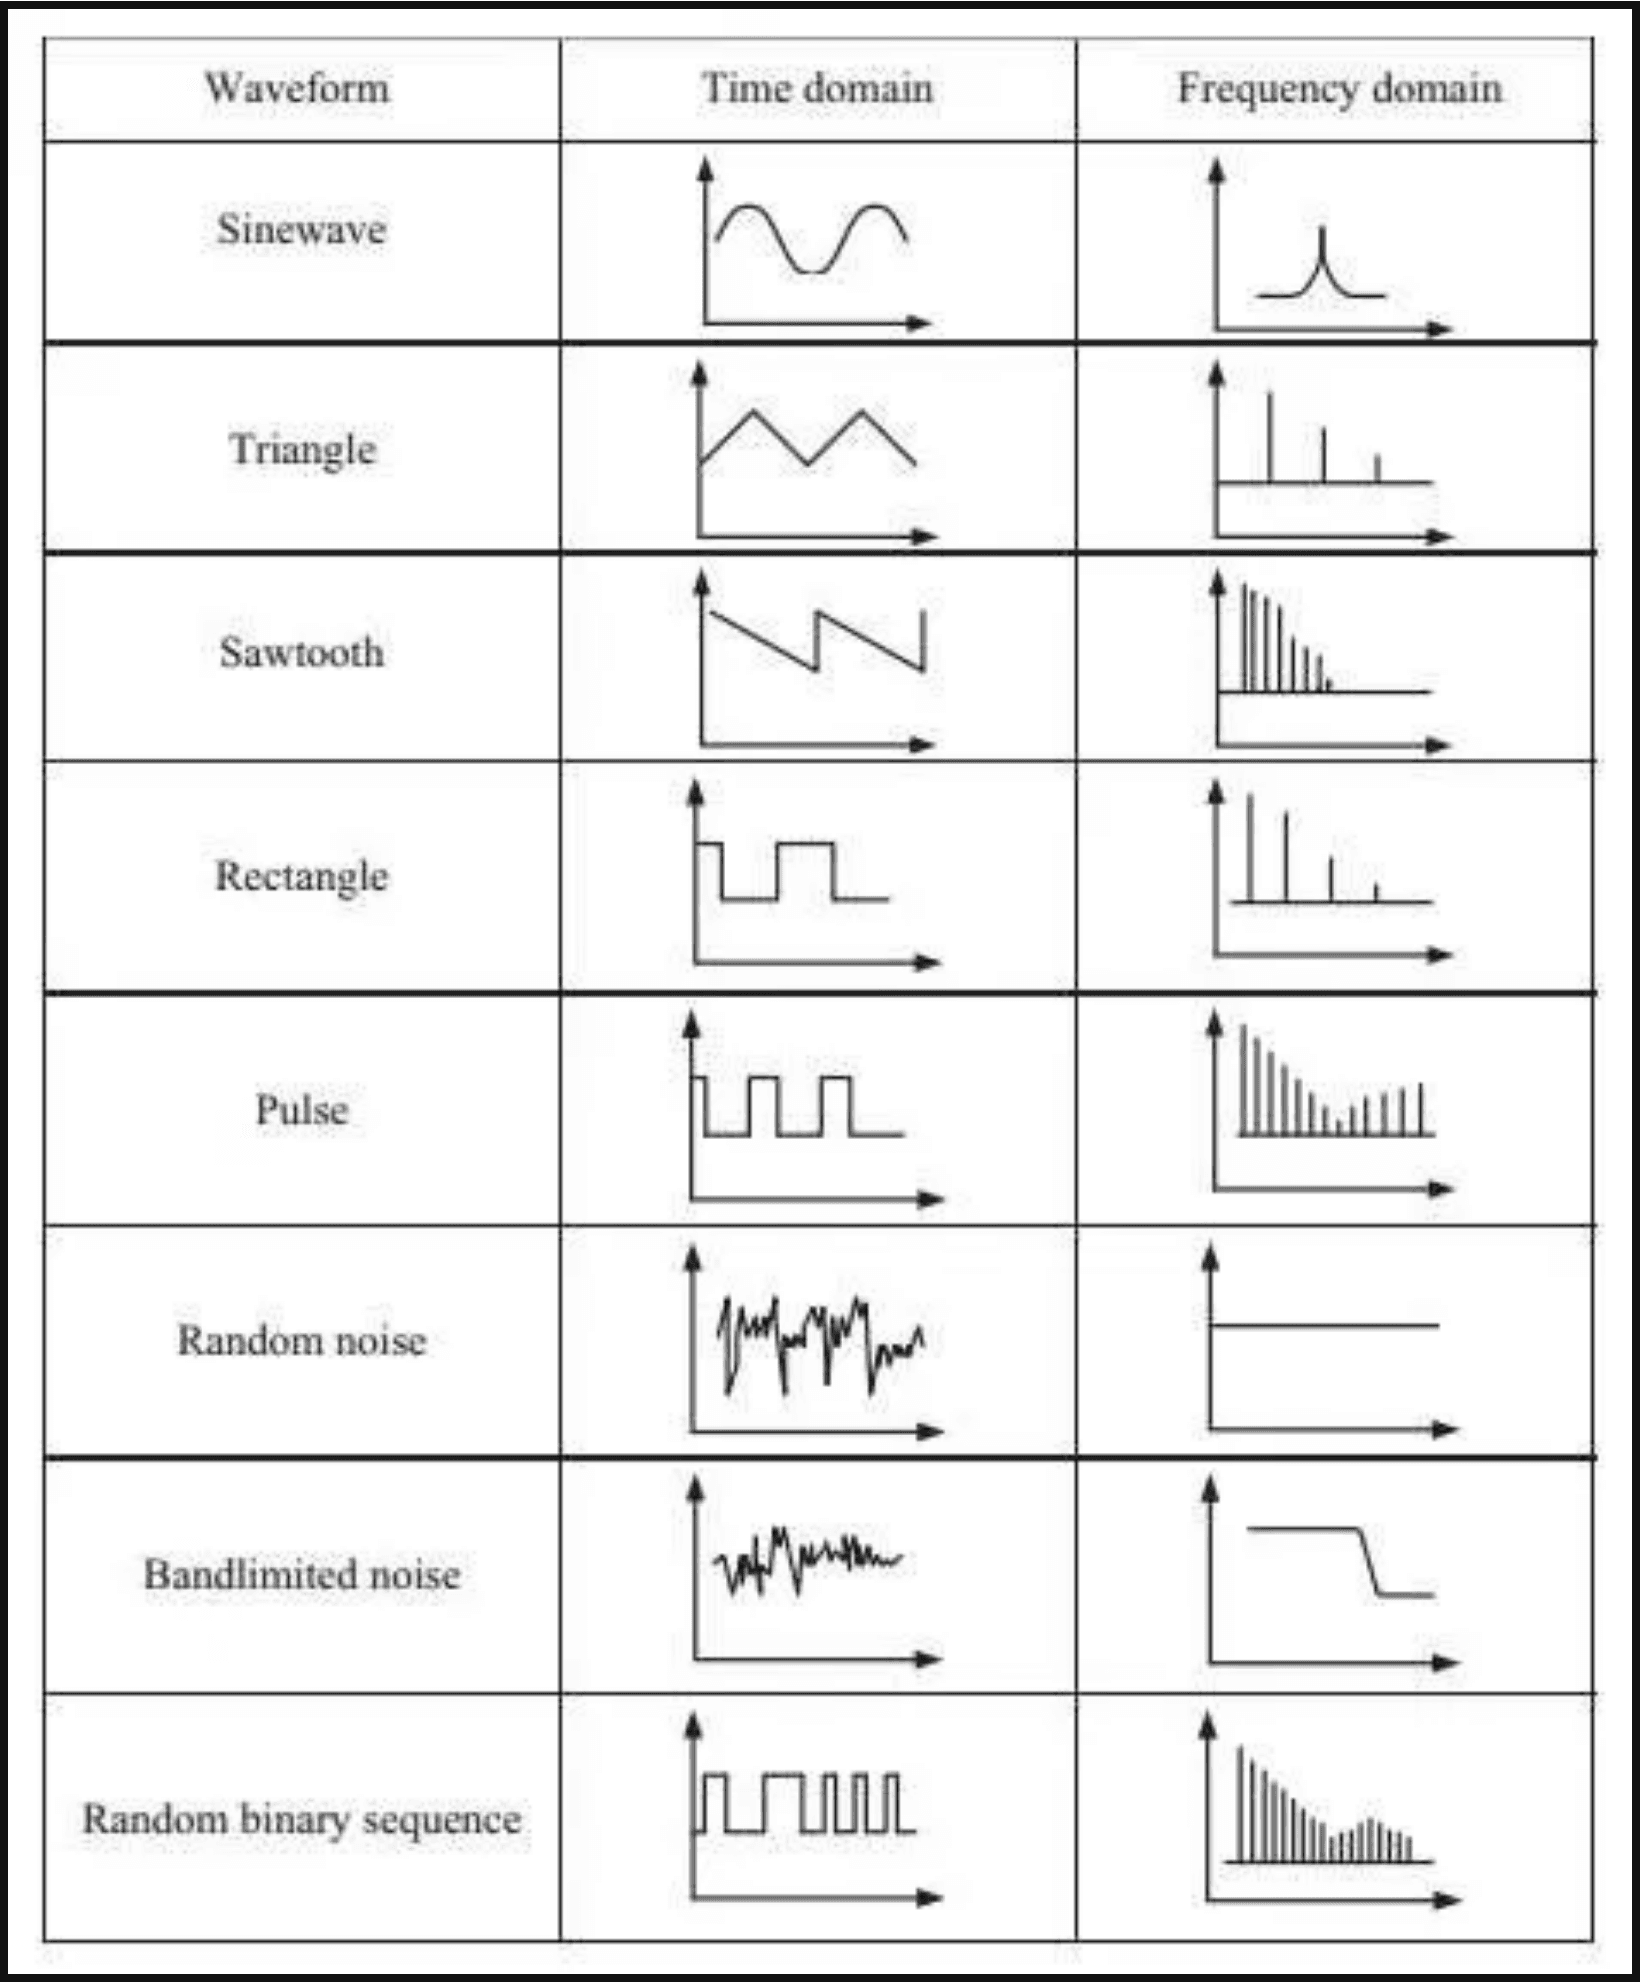 Waveform
Time domain
Frequency domain
Sinewave
Triangle
Sawtooth
Rectangle
Pulse
Random noise
Bandlimited noise
Random binary sequence